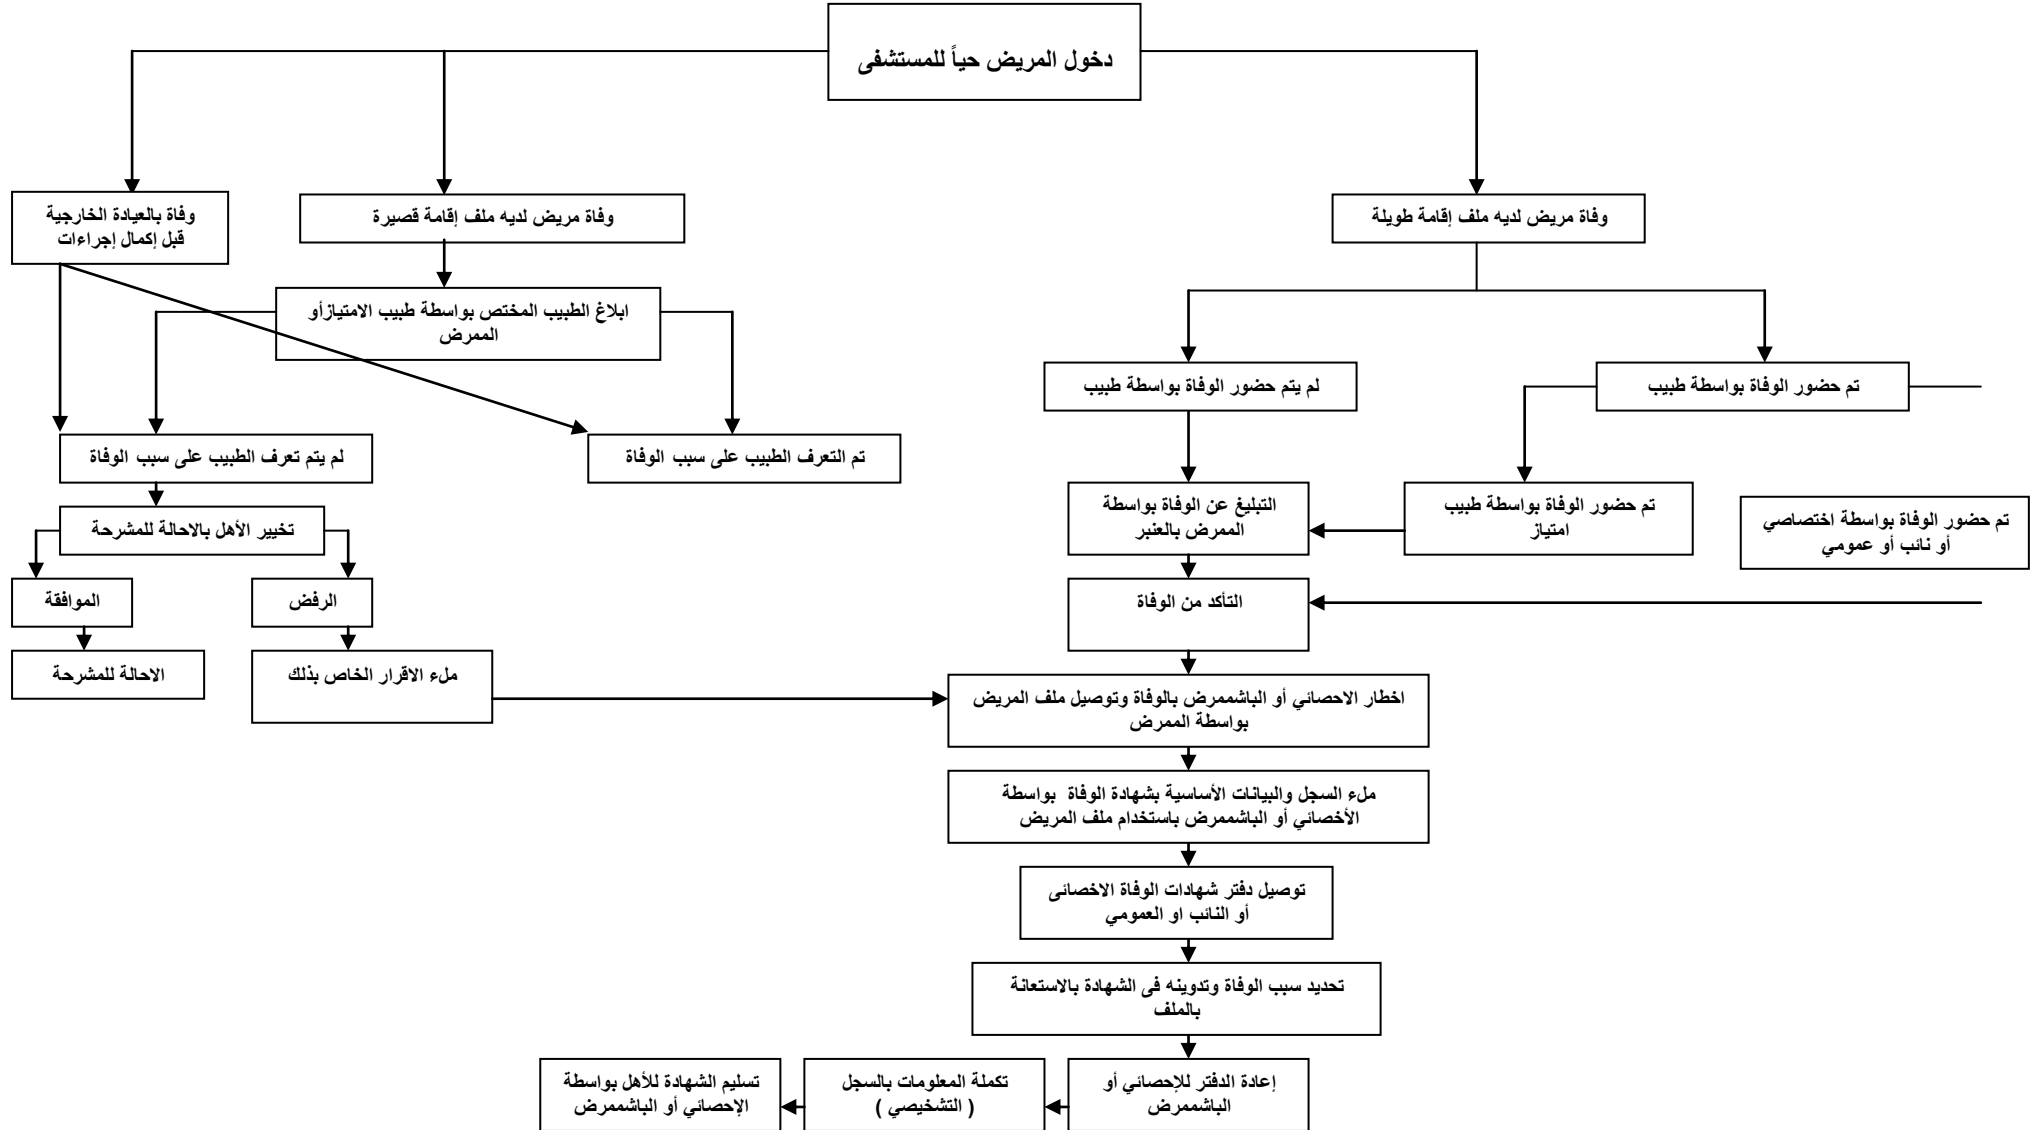 دخول المريض حياً للمستشفى
وفاة مريض لديه ملف إقامة طويلة
وفاة مريض لديه ملف إقامة قصيرة
وفاة بالعيادة الخارجية
قبل إكمال إجراءات
ابلاغ الطبيب المختص بواسطة طبيب الامتيازأو
الممرض
تم حضور الوفاة بواسطة طبيب
لم يتم حضور الوفاة بواسطة طبيب
تم التعرف الطبيب على سبب الوفاة
لم يتم تعرف الطبيب على سبب الوفاة
تم حضور الوفاة بواسطة اختصاصي
أو نائب أو عمومي
تم حضور الوفاة بواسطة طبيب
امتياز
التبليغ عن الوفاة بواسطة
الممرض بالعنبر
تخيير الأهل بالاحالة للمشرحة
التأكد من الوفاة
الرفض
الموافقة
ملء الاقرار الخاص بذلك
الاحالة للمشرحة
اخطار الاحصائي أو الباشممرض بالوفاة وتوصيل ملف المريض
بواسطة الممرض
ملء السجل والبيانات الأساسية بشهادة الوفاة بواسطة
الأخصائي أو الباشممرض باستخدام ملف المريض
توصيل دفتر شهادات الوفاة الاخصائى
أو النائب او العمومي
تحديد سبب الوفاة وتدوينه فى الشهادة بالاستعانة
بالملف
إعادة الدفتر للإحصائي أو
الباشممرض
تكملة المعلومات بالسجل
( التشخيصي )
تسليم الشهادة للأهل بواسطة
الإحصائي أو الباشممرض